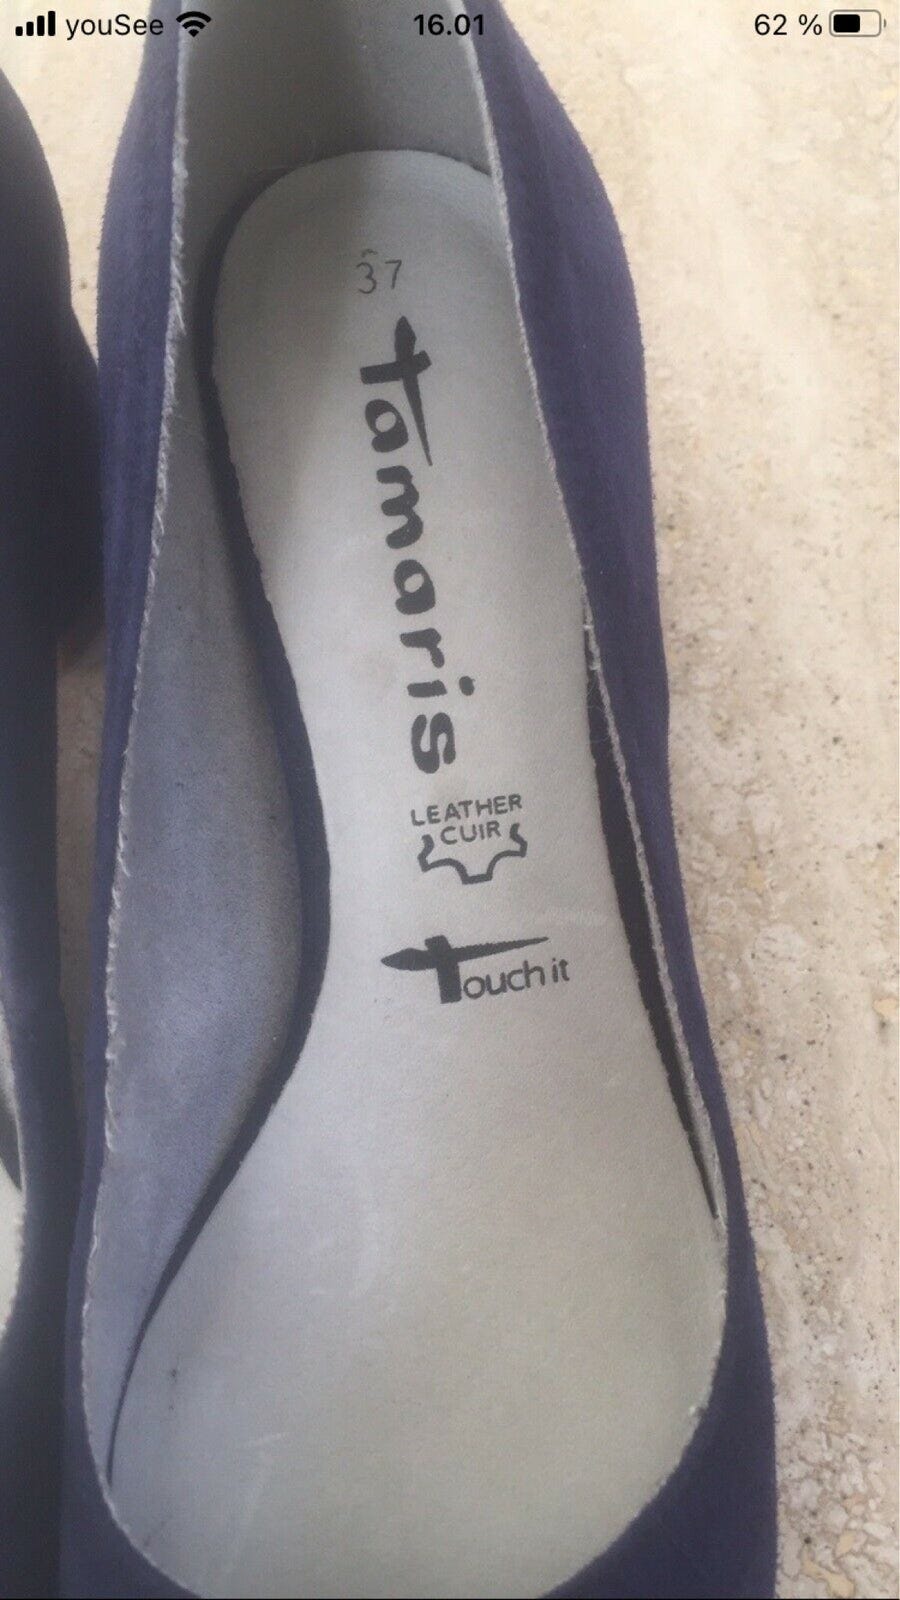 youSee 16.01 62 %
37
tamaris
LEATHER
CUIR
Touch it